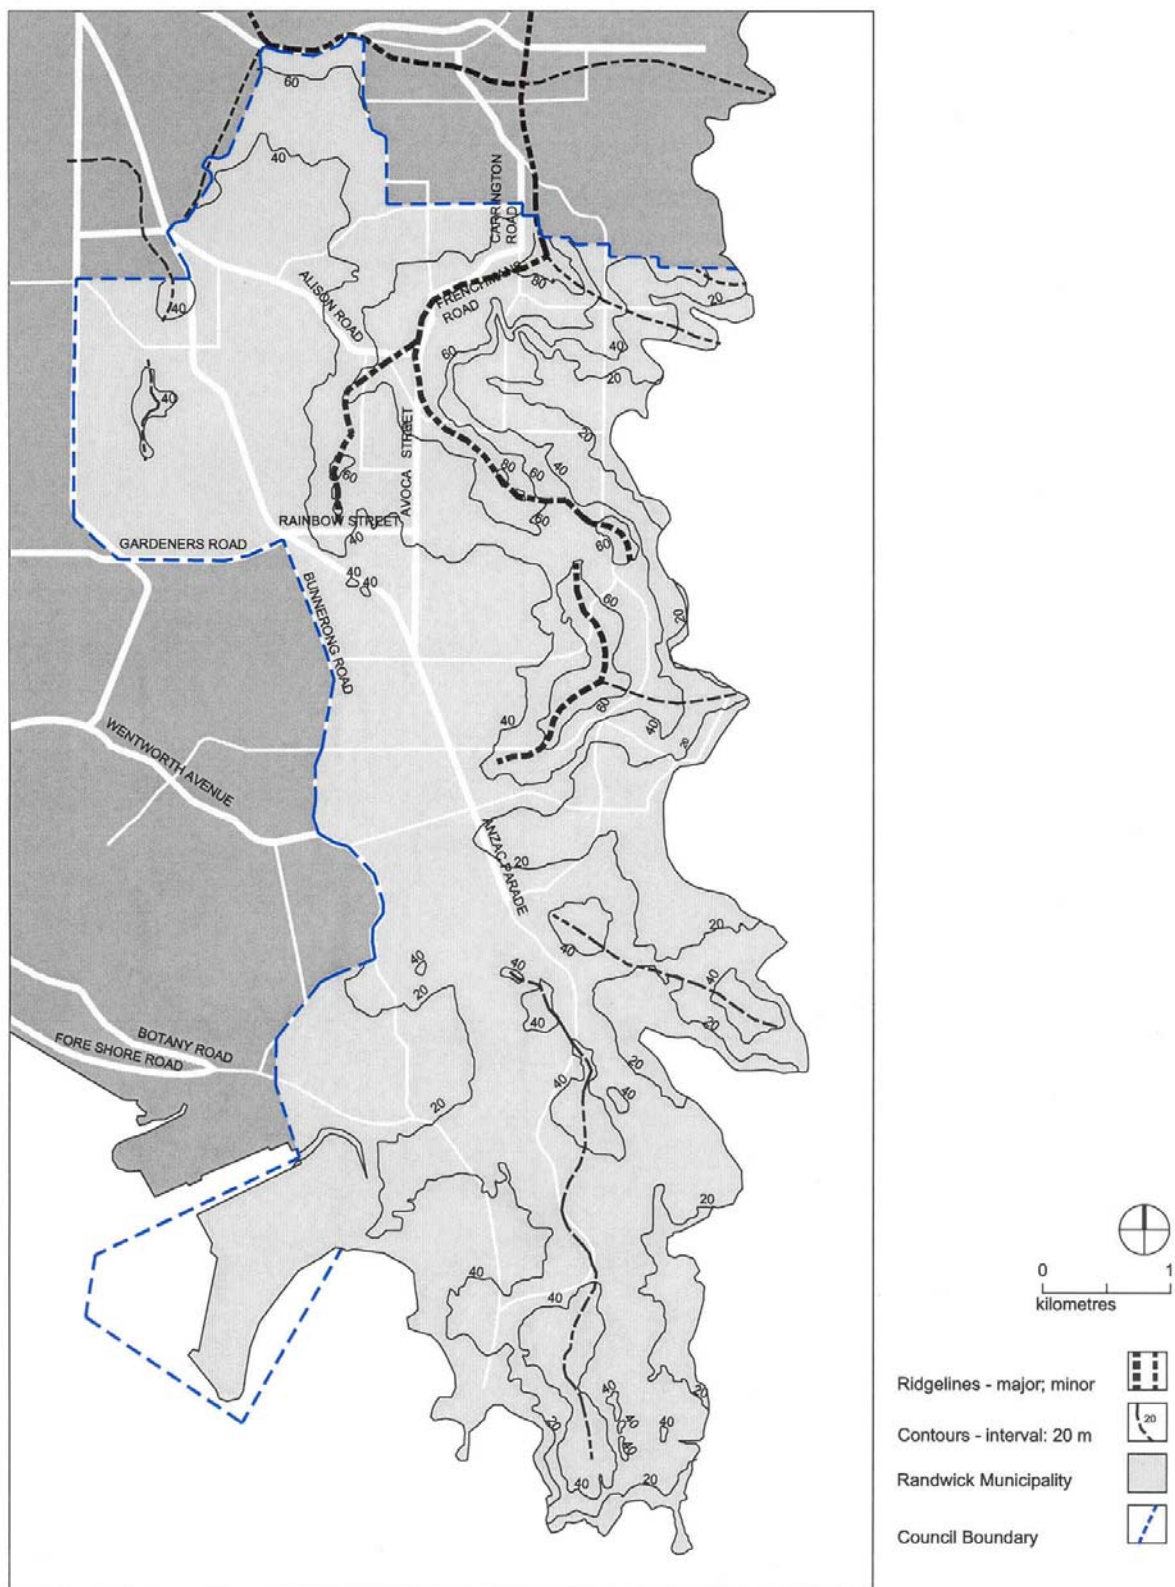 60
40
CARRINGTON
ROAD
80
20
FRENCHMANS
ROAD
40
ALISON ROAD
60
40
20
40
20
AVOCA STREET
40
60
80
60
60
60
RAINBOW STREET
40
60
GARDENERS ROAD
40
40
60
20
BUNNERONG ROAD
40
60
40
20
WENTWORTH AVENUE
ANZAC PARADE
20
20
40
40
40
40
20
40
20
BOTANY ROAD
FORE SHORE ROAD
20
40
40
20
20
40
40
20
40
20
40
40
40
40
20
0 1
kilometres
Ridgelines - major; minor
Contours - interval: 20 m
20
Randwick Municipality
Council Boundary